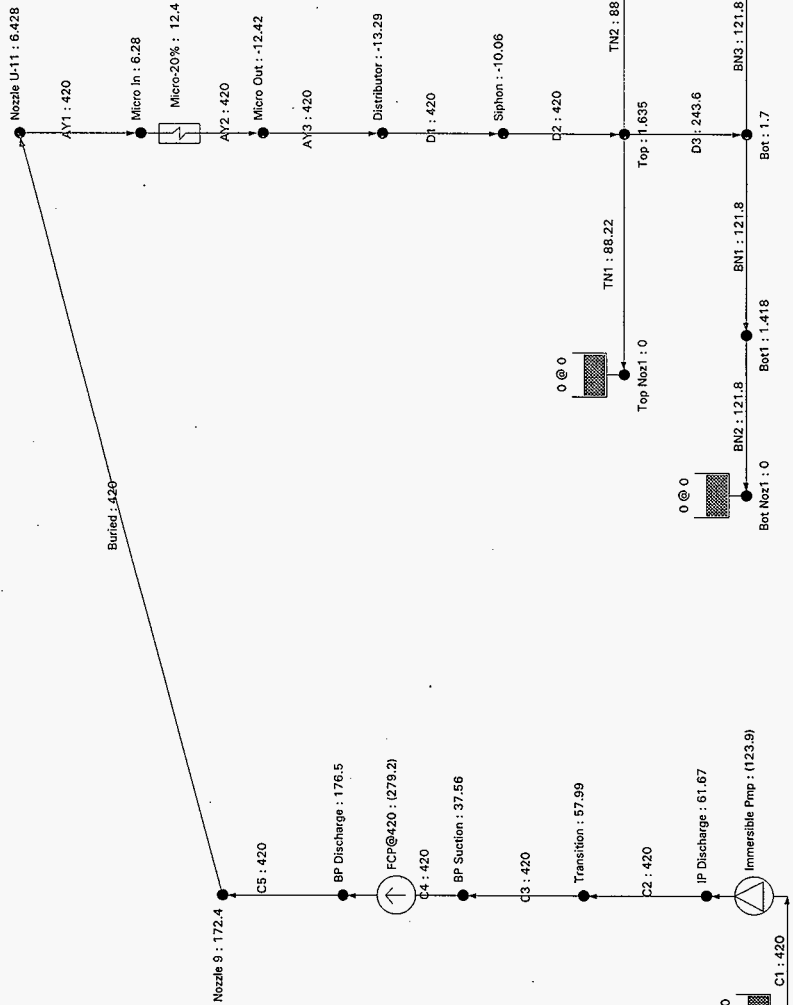 Nozzle U-11 : 6.428
AY1 : 420
Micro In : 6.28
Micro-20% : 12.4
AY2 : 420
Micro Out : -12.42
AY3 : 420
Distributor : -13.29
D1 : 420
Siphon : -10.06
D2 : 420
TN2 : 88
Top : 1.635
D3 : 243.6
BN3 : 121.8
Bot : 1.7
TN1 : 88.22
BN1 : 121.8
0 @ 0
Top Noz1 : 0
Bot1 : 1.418
BN2 : 121.8
0 @ 0
Bot Noz1 : 0
Buried : 420
Nozzle 9 : 172.4
C5 : 420
BP Discharge : 176.5
FCP@420 : (279.2)
C4 : 420
BP Suction : 37.56
C3 : 420
Transition : 57.99
C2 : 420
IP Discharge : 61.67
Immersible Pmp : (123.9)
C1 : 420